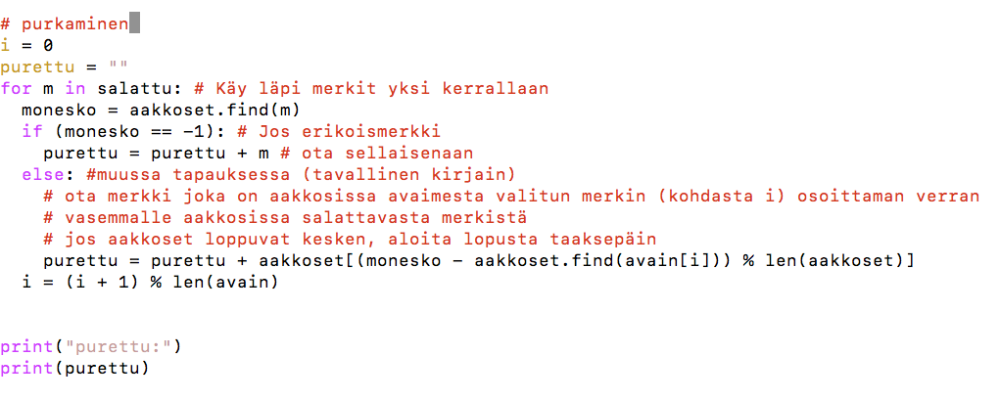 # purkaminen
i = 0
purettu = ""
for m in salattu: # Käy läpi merkit yksi kerrallaan
  monesko = aakkoset.find(m)
  if (monesko == -1): # Jos erikoismerkki
    purettu = purettu + m # ota sellaisenaan
  else: #muussa tapauksessa (tavallinen kirjain)
    # ota merkki joka on aakkosissa avaimesta valitun merkin (kohdasta i) osoittaman verran
    # vasemmalle aakkosissa salattavasta merkistä
    # jos aakkoset loppuvat kesken, aloita lopusta taaksepäin
    purettu = purettu + aakkoset[(monesko - aakkoset.find(avain[i])) % len(aakkoset)]
  i = (i + 1) % len(avain)
print("purettu:")
print(purettu)